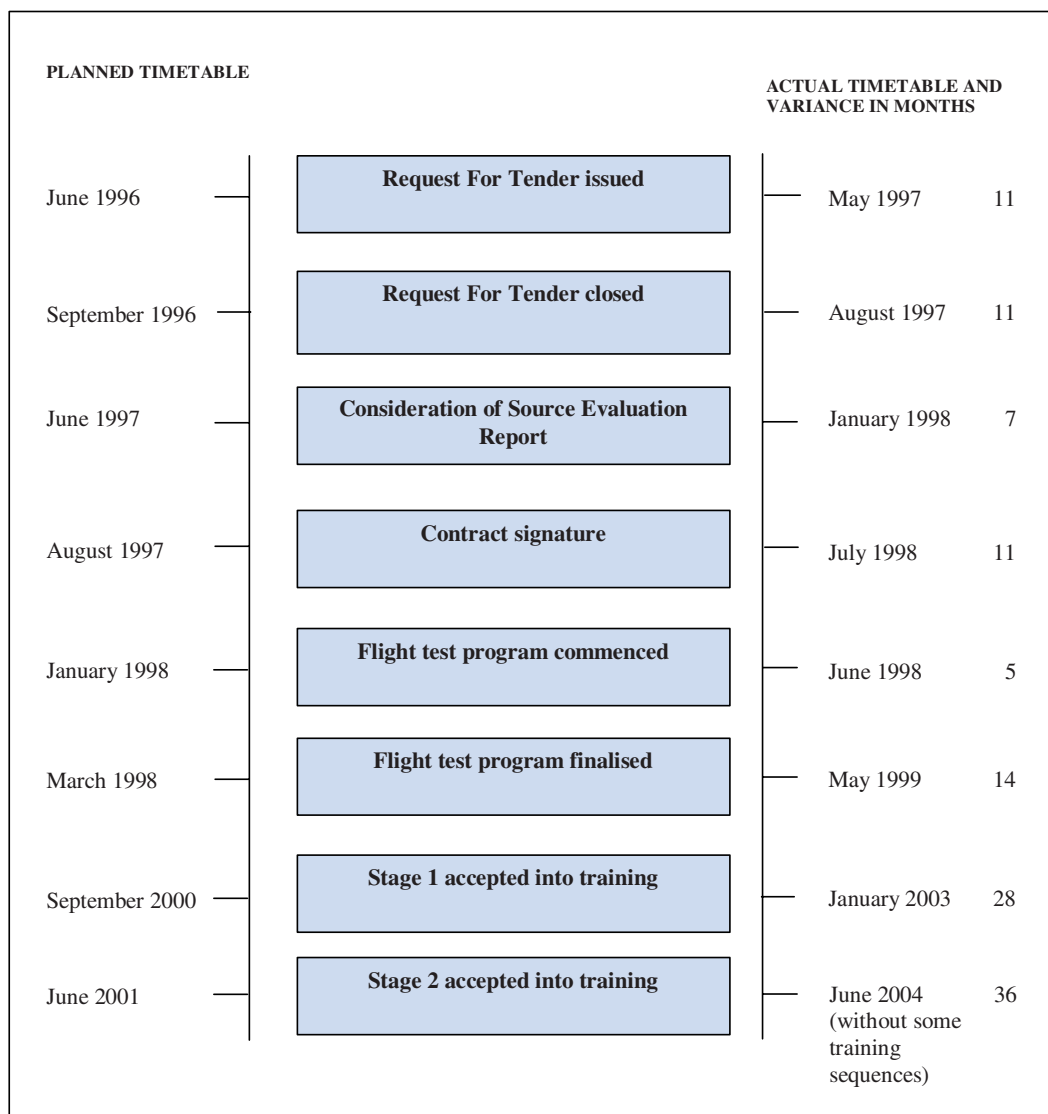 PLANNED TIMETABLE
ACTUAL TIMETABLE AND
VARIANCE IN MONTHS
June 1996
Request For Tender issued
May 1997 11
September 1996
Request For Tender closed
August 1997 11
June 1997
Consideration of Source Evaluation
Report
January 1998 7
August 1997
Contract signature
July 1998 11
January 1998
Flight test program commenced
June 1998 5
March 1998
Flight test program finalised
May 1999 14
September 2000
Stage 1 accepted into training
January 2003 28
June 2001
Stage 2 accepted into training
June 2004 36
(without some
training
sequences)